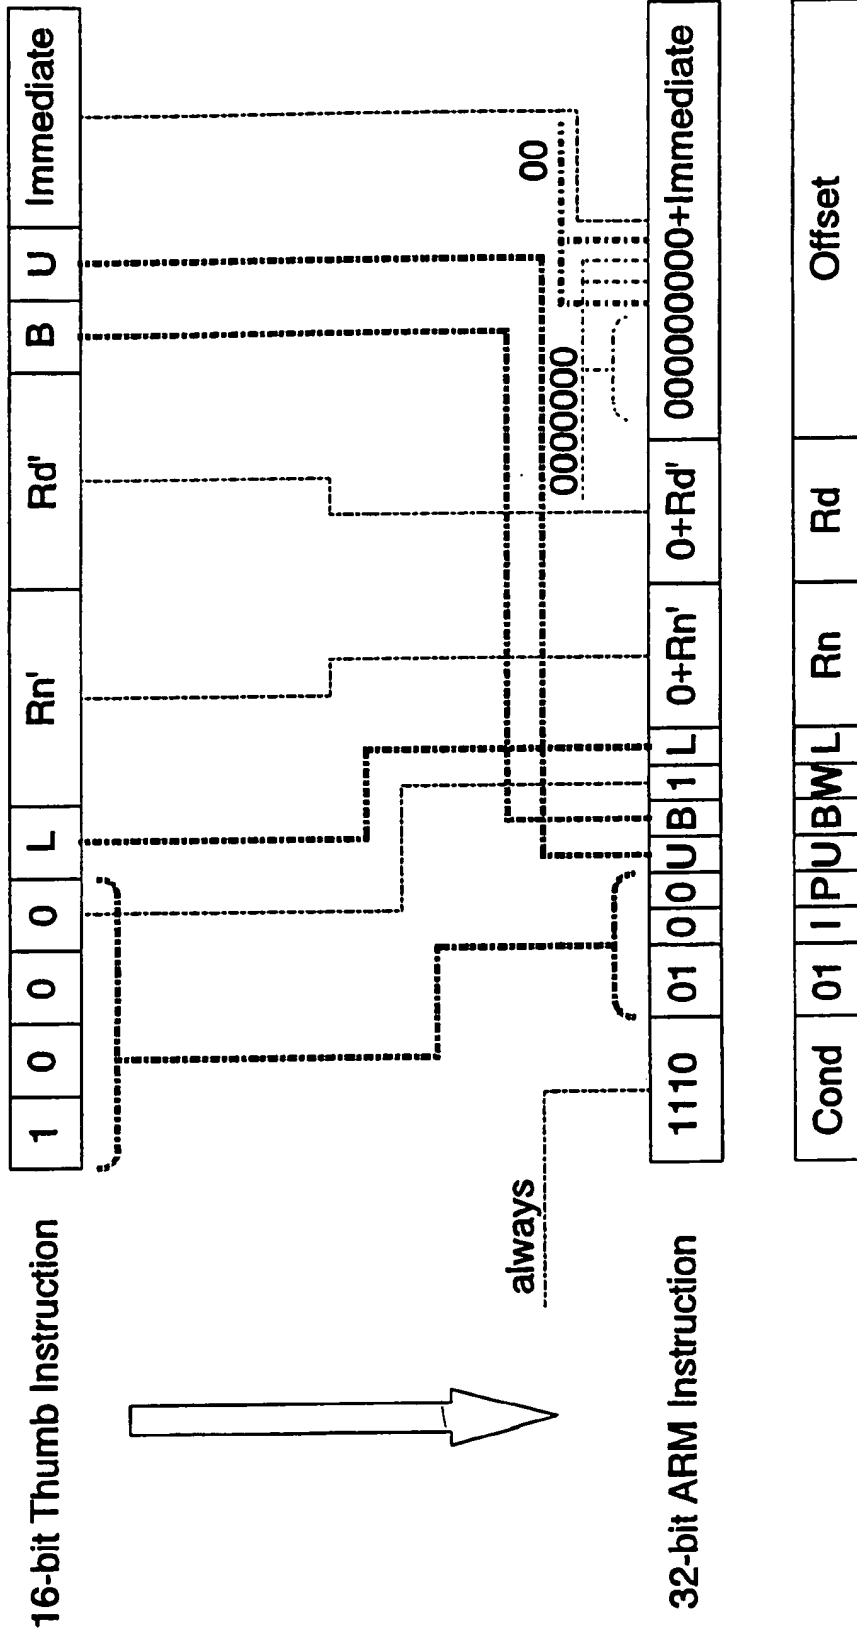 16-bit Thumb Instruction 1 0 0 0 L Rn' Rd' B U Immediate
always 00
0000000
32-bit ARM Instruction 1110 01 0 0 U B 1 L 0+Rn' 0+Rd' 000000000+Immediate
Cond 01 I P U B W L Rn Rd Offset